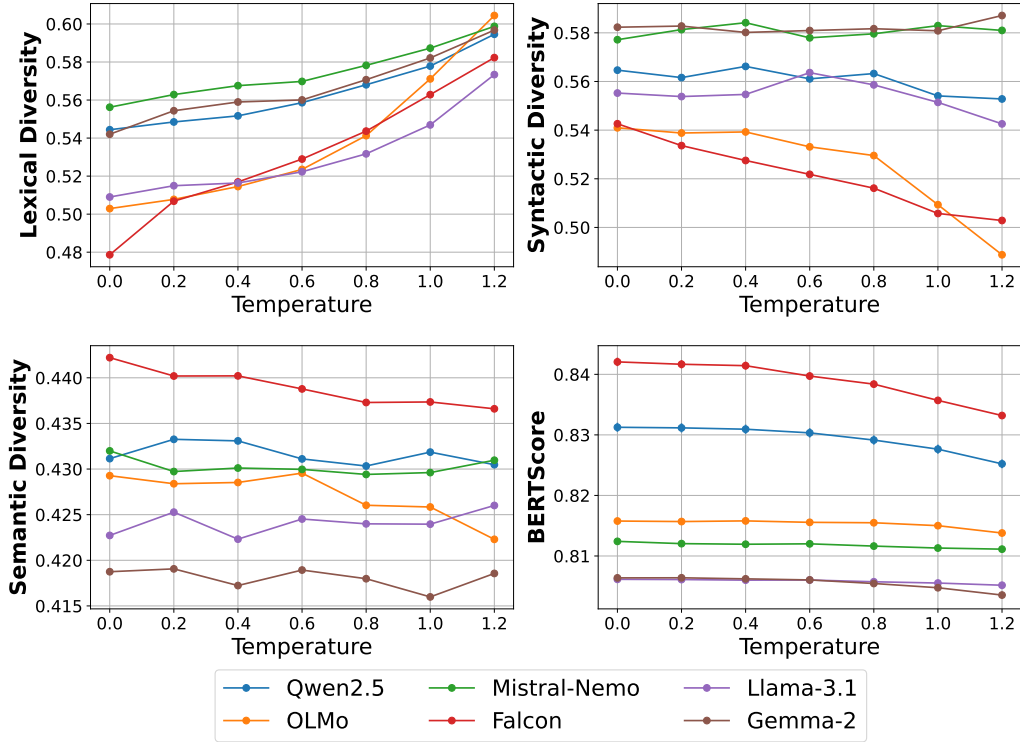 Lexical Diversity
0.60
0.58
0.56
0.54
0.52
0.50
0.48
0.0 0.2 0.4 0.6 0.8 1.0 1.2
Temperature
Syntactic Diversity
0.58
0.56
0.54
0.52
0.50
0.0 0.2 0.4 0.6 0.8 1.0 1.2
Temperature
Semantic Diversity
0.440
0.435
0.430
0.425
0.420
0.415
0.0 0.2 0.4 0.6 0.8 1.0 1.2
Temperature
BERTScore
0.84
0.83
0.82
0.81
0.0 0.2 0.4 0.6 0.8 1.0 1.2
Temperature
Qwen2.5 Mistral-Nemo Llama-3.1
OLMo Falcon Gemma-2